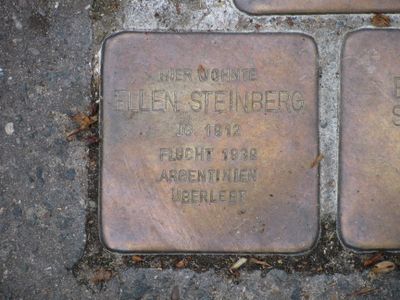 HIER WOHNTE
ELLEN STEINBERG
JG. 1912
FLUCHT 1939
ARGENTINIEN
ÜBERLEBT